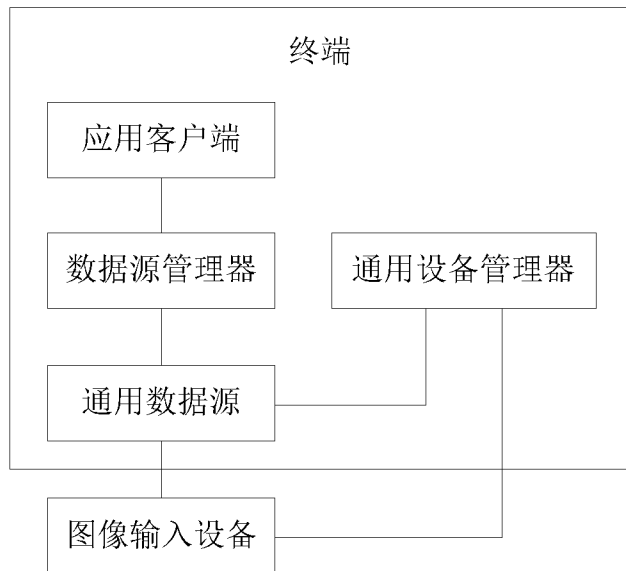 终端
应用客户端
数据源管理器
通用设备管理器
通用数据源
图像输入设备